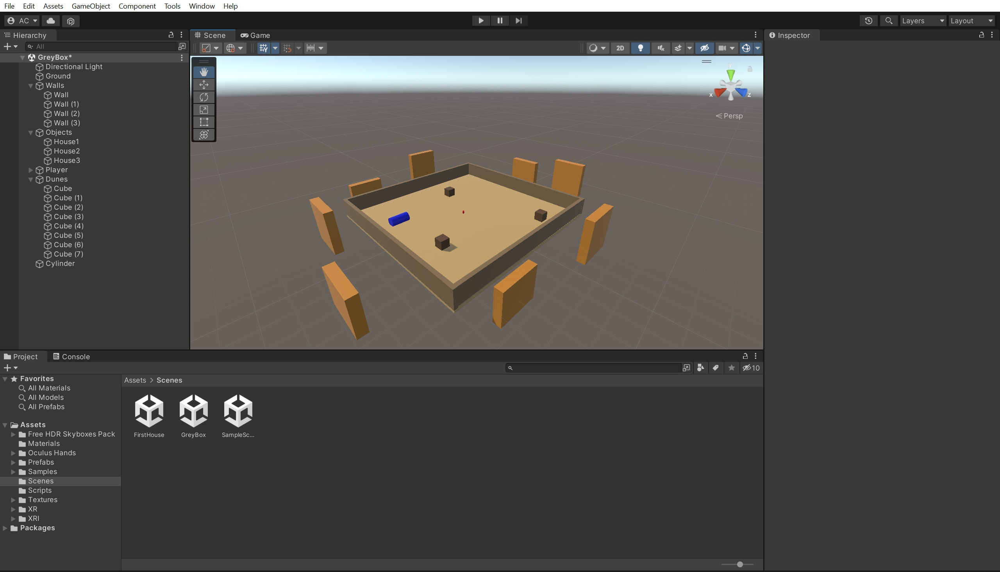 File Edit Assets GameObject Component Tools Window Help
AC Layers Layout
Hierarchy
All
GreyBox*
Directional Light
Ground
Walls
Wall
Wall (1)
Wall (2)
Wall (3)
Objects
House1
House2
House3
Player
Dunes
Cube
Cube (1)
Cube (2)
Cube (3)
Cube (4)
Cube (5)
Cube (6)
Cube (7)
Cylinder
Scene Game
2D
y
x z
Persp
Inspector
Project Console
10
Favorites
All Materials
All Models
All Prefabs
Assets
Free HDR Skyboxes Pack
Materials
Oculus Hands
Prefabs
Samples
Scenes
Scripts
Textures
XR
XRI
Packages
Assets > Scenes
FirstHouse GreyBox SampleSc...